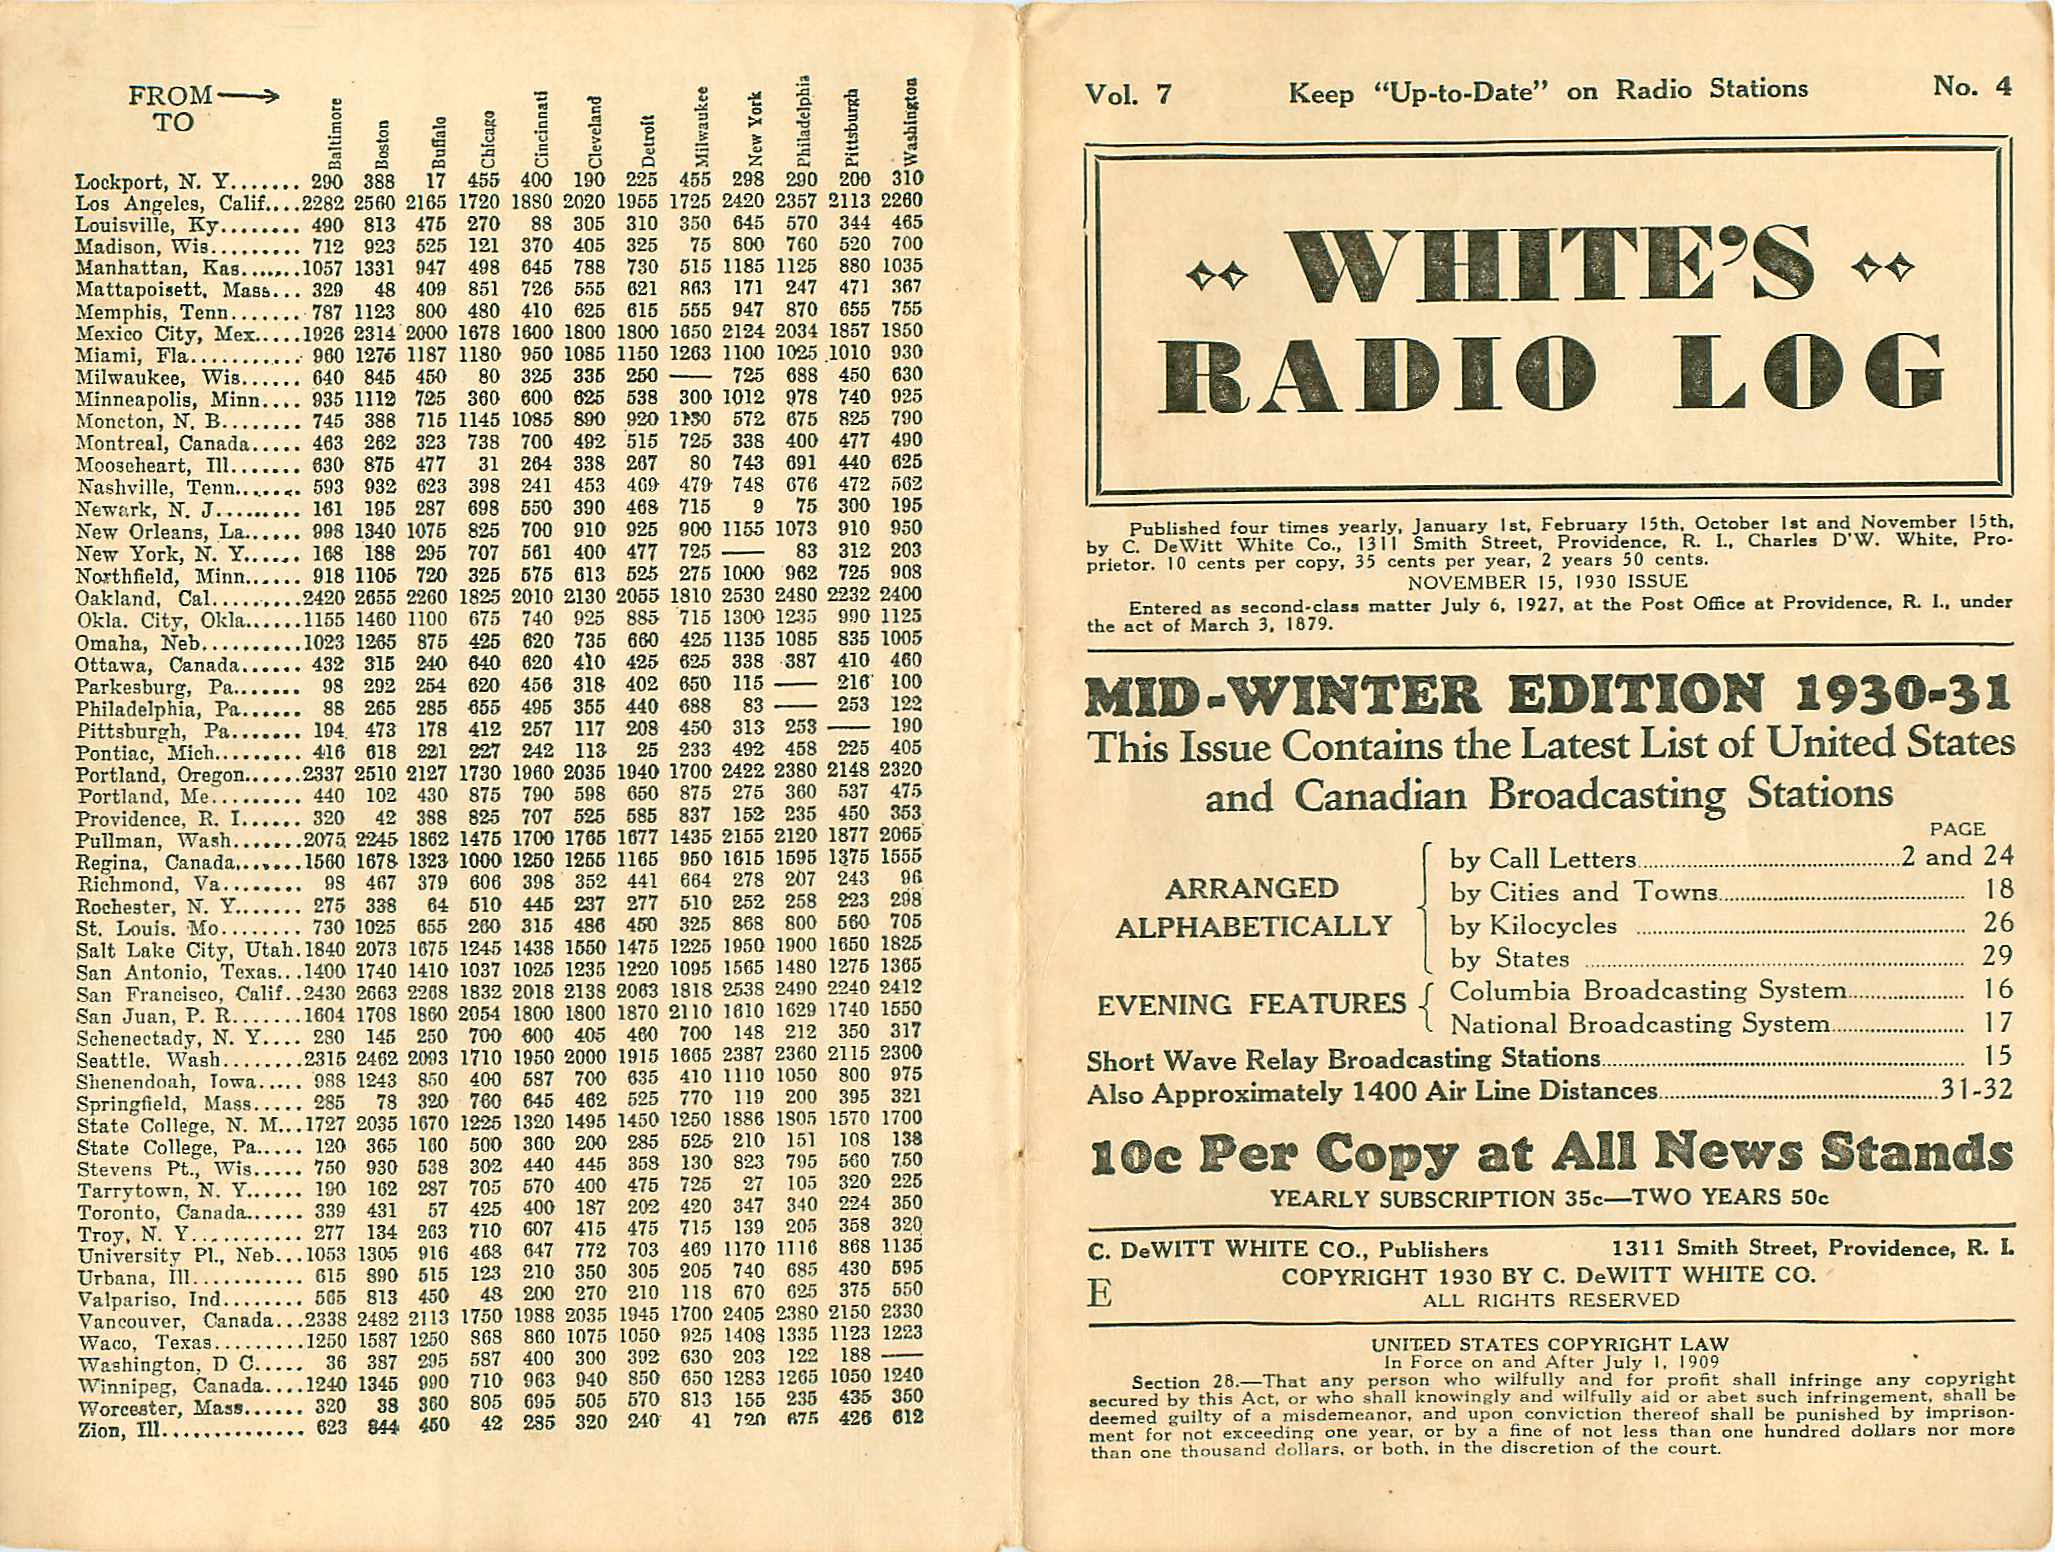 FROM
TO
Baltimore Boston Buffalo Chicago Cincinnati Cleveland Detroit Milwaukee New York Philadelphia Pittsburgh Washington
Lockport, N. Y....... 290 388 17 455 400 190 225 455 298 290 200 310
Los Angeles, Calif....2282 2560 2165 1720 1880 2020 1955 1725 2420 2357 2113 2260
Louisville, Ky........ 490 813 475 270 88 305 310 350 645 570 344 465
Madison, Wis......... 712 923 525 121 370 405 325 75 800 760 520 700
Manhattan, Kas.......1057 1331 947 498 645 788 730 515 1185 1125 880 1035
Mattapoisett, Mass... 329 48 409 851 726 555 621 863 171 247 471 367
Memphis, Tenn....... 787 1123 800 480 410 625 615 555 947 870 655 755
Mexico City, Mex.....1926 2314 2000 1678 1600 1800 1800 1650 2124 2034 1857 1850
Miami, Fla........... 960 1276 1187 1180 950 1085 1150 1263 1100 1025 1010 930
Milwaukee, Wis...... 640 845 450 80 325 335 250 — 725 688 450 630
Minneapolis, Minn.... 935 1112 725 360 600 625 538 300 1012 978 740 925
Moncton, N. B........ 745 388 715 1145 1085 890 920 1130 572 675 825 790
Montreal, Canada..... 463 262 323 738 700 492 515 725 338 400 477 490
Mooseheart, Ill....... 630 875 477 31 264 338 267 80 743 691 440 625
Nashville, Tenn....... 593 932 623 398 241 453 469 479 748 676 472 562
Newark, N. J......... 161 195 287 698 550 390 468 715 9 75 300 195
New Orleans, La...... 998 1340 1075 825 700 910 925 900 1155 1073 910 950
New York, N. Y...... 168 188 295 707 561 400 477 725 — 83 312 203
Northfield, Minn...... 918 1105 720 325 575 613 525 275 1000 962 725 908
Oakland, Cal.........2420 2655 2260 1825 2010 2130 2055 1810 2530 2480 2232 2400
Okla. City, Okla......1155 1460 1100 675 740 925 885 715 1300 1235 990 1125
Omaha, Neb..........1023 1265 875 425 620 735 660 425 1135 1085 835 1005
Ottawa, Canada...... 432 315 240 640 620 410 425 625 338 387 410 460
Parkesburg, Pa....... 98 292 254 620 456 318 402 650 115 — 216 100
Philadelphia, Pa...... 88 265 285 655 495 355 440 688 83 — 253 122
Pittsburgh, Pa....... 194 473 178 412 257 117 208 450 313 253 — 190
Pontiac, Mich......... 416 618 221 227 242 113 25 233 492 458 225 405
Portland, Oregon......2337 2510 2127 1730 1960 2035 1940 1700 2422 2380 2148 2320
Portland, Me......... 440 102 430 875 790 598 650 875 275 360 537 475
Providence, R. I...... 320 42 388 825 707 525 585 837 152 235 450 353
Pullman, Wash.......2075 2245 1862 1475 1700 1765 1677 1435 2155 2120 1877 2065
Regina, Canada.......1560 1678 1323 1000 1250 1255 1165 950 1615 1595 1375 1555
Richmond, Va........ 98 467 379 606 398 352 441 664 278 207 243 96
Rochester, N. Y....... 275 338 64 510 445 237 277 510 252 258 223 298
St. Louis. Mo........ 730 1025 655 260 315 486 450 325 868 800 560 705
Salt Lake City, Utah.1840 2073 1675 1245 1438 1550 1475 1225 1950 1900 1650 1825
San Antonio, Texas...1400 1740 1410 1037 1025 1235 1220 1095 1565 1480 1275 1365
San Francisco, Calif..2430 2663 2268 1832 2018 2138 2063 1818 2538 2490 2240 2412
San Juan, P. R.......1604 1708 1860 2054 1800 1800 1870 2110 1610 1629 1740 1550
Schenectady, N. Y.... 280 145 250 700 600 405 460 700 148 212 350 317
Seattle, Wash........2315 2462 2093 1710 1950 2000 1915 1665 2387 2360 2115 2300
Shenendoah, Iowa..... 988 1243 850 400 587 700 635 410 1110 1050 800 975
Springfield, Mass..... 285 78 320 760 645 462 525 770 119 200 395 321
State College, N. M...1727 2035 1670 1225 1320 1495 1450 1250 1886 1805 1570 1700
State College, Pa..... 120 365 160 500 360 200 285 525 210 151 108 138
Stevens Pt., Wis..... 750 930 538 302 440 445 358 130 823 795 560 750
Tarrytown, N. Y...... 190 162 287 705 570 400 475 725 27 105 320 225
Toronto, Canada...... 339 431 57 425 400 187 202 420 347 340 224 350
Troy, N. Y........... 277 134 263 710 607 415 475 715 139 205 358 320
University Pl., Neb...1053 1305 916 468 647 772 703 469 1170 1116 868 1135
Urbana, Ill........... 615 890 515 123 210 350 305 205 740 685 430 595
Valpariso, Ind........ 565 813 450 48 200 270 210 118 670 625 375 550
Vancouver, Canada...2338 2482 2113 1750 1988 2035 1945 1700 2405 2380 2150 2330
Waco, Texas.........1250 1587 1250 868 860 1075 1050 925 1408 1335 1123 1223
Washington, D C..... 36 387 295 587 400 300 392 630 203 122 188 —
Winnipeg, Canada....1240 1345 990 710 963 940 850 650 1283 1265 1050 1240
Worcester, Mass...... 320 38 360 805 695 505 570 813 155 235 435 350
Zion, Ill.............. 623 844 450 42 285 320 240 41 720 675 426 612
Vol. 7 Keep "Up-to-Date" on Radio Stations No. 4
WHITE'S
RADIO LOG
Published four times yearly, January 1st, February 15th, October 1st and November 15th,
by C. DeWitt White Co., 1311 Smith Street, Providence, R. I., Charles D'W. White, Pro-
prietor. 10 cents per copy, 35 cents per year, 2 years 50 cents.
NOVEMBER 15, 1930 ISSUE
Entered as second-class matter July 6, 1927, at the Post Office at Providence, R. I., under
the act of March 3, 1879.
MID-WINTER EDITION 1930-31
This Issue Contains the Latest List of United States
and Canadian Broadcasting Stations
PAGE
ARRANGED
ALPHABETICALLY
by Call Letters....................2 and 24
by Cities and Towns.................... 18
by Kilocycles .................... 26
by States .................... 29
EVENING FEATURES
Columbia Broadcasting System.................... 16
National Broadcasting System.................... 17
Short Wave Relay Broadcasting Stations.................... 15
Also Approximately 1400 Air Line Distances....................31-32
10c Per Copy at All News Stands
YEARLY SUBSCRIPTION 35c—TWO YEARS 50c
C. DeWITT WHITE CO., Publishers 1311 Smith Street, Providence, R. I.
COPYRIGHT 1930 BY C. DeWITT WHITE CO.
E
ALL RIGHTS RESERVED
UNITED STATES COPYRIGHT LAW
In Force on and After July 1, 1909
Section 28.—That any person who wilfully and for profit shall infringe any copyright
secured by this Act, or who shall knowingly and wilfully aid or abet such infringement, shall be
deemed guilty of a misdemeanor, and upon conviction thereof shall be punished by imprison-
ment for not exceeding one year, or by a fine of not less than one hundred dollars nor more
than one thousand dollars, or both, in the discretion of the court.